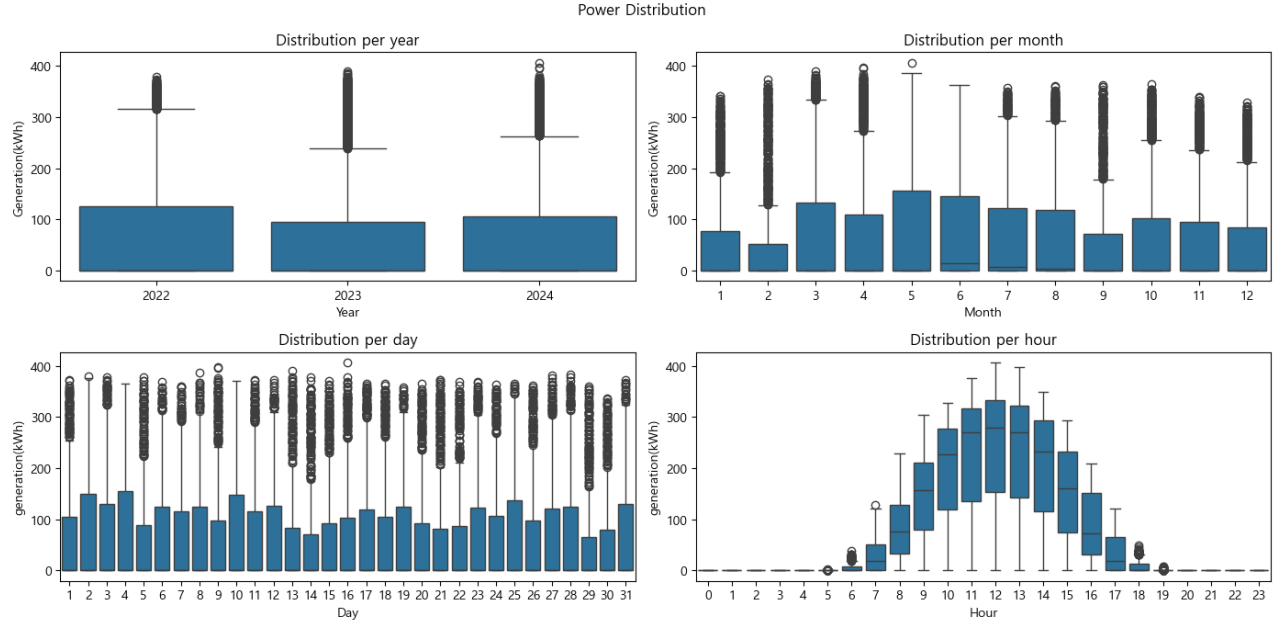 Power Distribution
Distribution per year
Generation(kWh)
400
300
200
100
0
2022 2023 2024
Year
Distribution per month
Generation(kWh)
400
300
200
100
0
1 2 3 4 5 6 7 8 9 10 11 12
Month
Distribution per day
generation(kWh)
400
300
200
100
0
1 2 3 4 5 6 7 8 9 10 11 12 13 14 15 16 17 18 19 20 21 22 23 24 25 26 27 28 29 30 31
Day
Distribution per hour
generation(kWh)
400
300
200
100
0
0 1 2 3 4 5 6 7 8 9 10 11 12 13 14 15 16 17 18 19 20 21 22 23
Hour